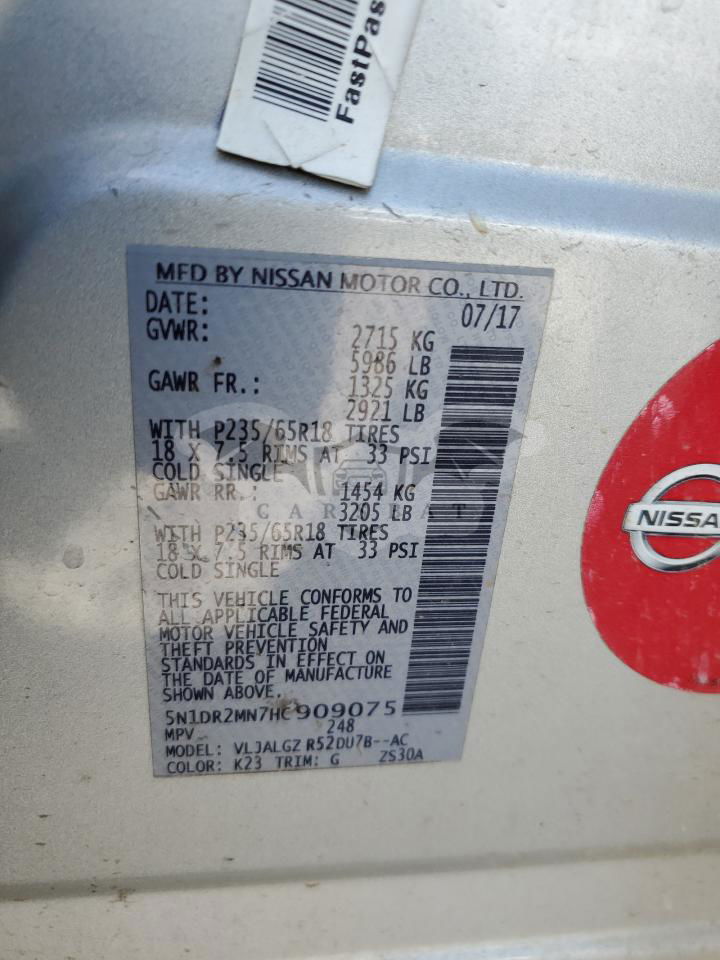 FastPas
MFD BY NISSAN MOTOR CO., LTD.
DATE: 07/17
GVWR: 2715 KG
5986 LB
GAWR FR.: 1325 KG
2921 LB
WITH P235/65R18 TIRES
18 X 7.5 RIMS AT 33 PSI
COLD SINGLE
GAWR RR.: 1454 KG
3205 LB
WITH P235/65R18 TIRES
18 X 7.5 RIMS AT 33 PSI
COLD SINGLE
THIS VEHICLE CONFORMS TO
ALL APPLICABLE FEDERAL
MOTOR VEHICLE SAFETY AND
THEFT PREVENTION
STANDARDS IN EFFECT ON
THE DATE OF MANUFACTURE
SHOWN ABOVE.
5N1DR2MN7HC909075
MPV 248
MODEL: VLJALGZ R52DU7B--AC
COLOR: K23 TRIM: G ZS30A
NISSA
CARBAT